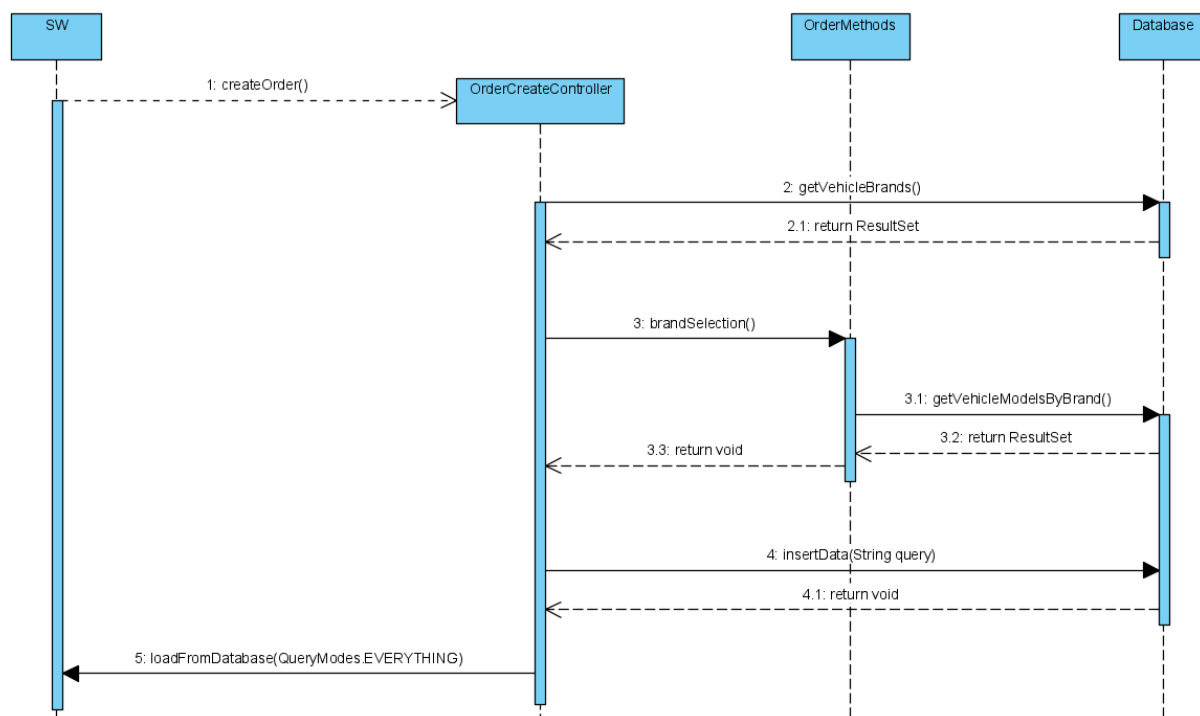 SW
OrderMethods
Database
1: createOrder()
OrderCreateController
2: getVehicleBrands()
2.1: return ResultSet
3: brandSelection()
3.1: getVehicleModelsByBrand()
3.2: return ResultSet
3.3: return void
4: insertData(String query)
4.1: return void
5: loadFromDatabase(QueryModes.EVERYTHING)